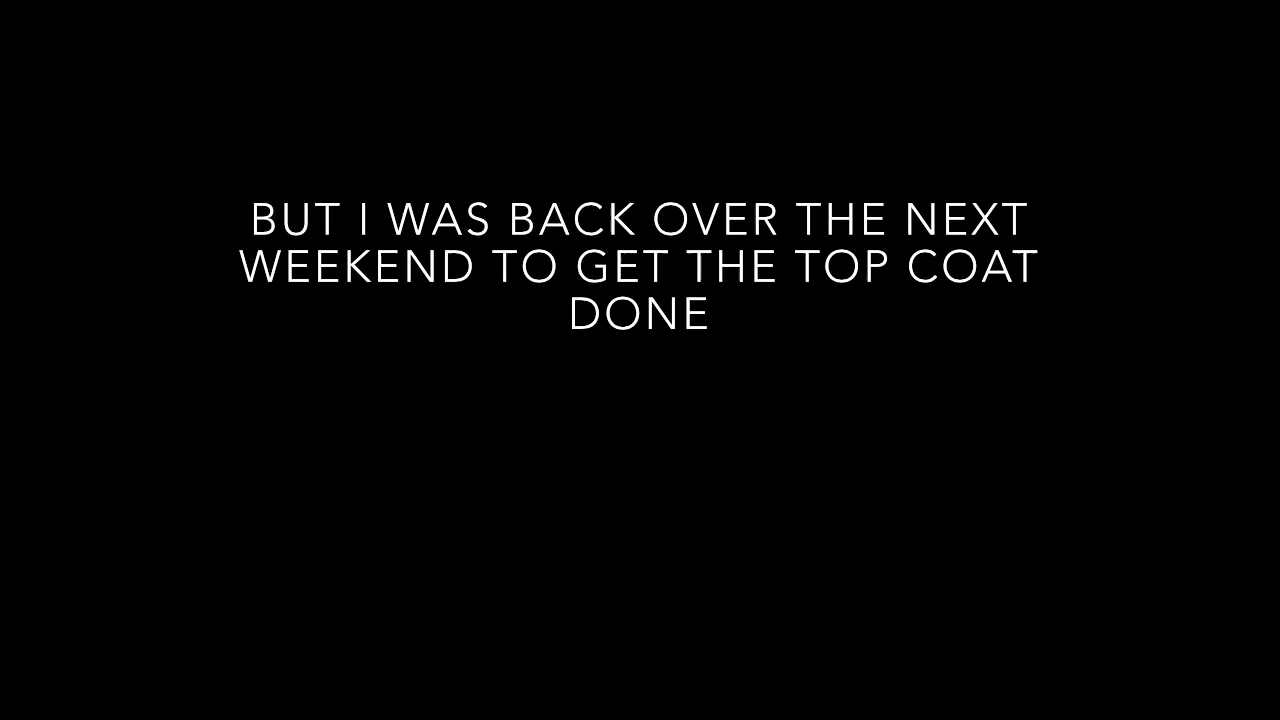 BUT I WAS BACK OVER THE NEXT
WEEKEND TO GET THE TOP COAT
DONE